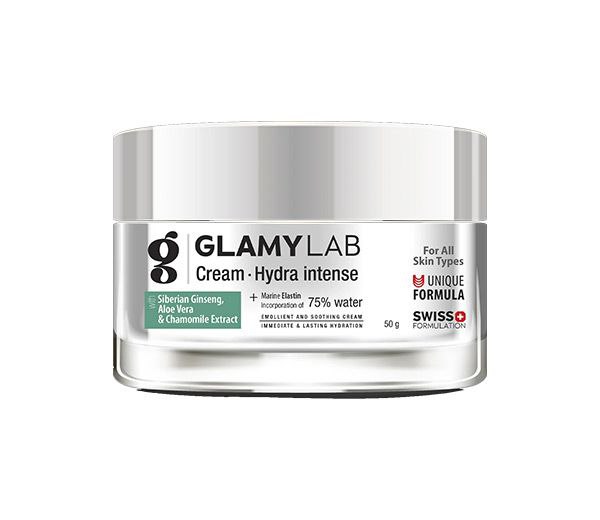 g GLAMYLAB
Cream · Hydra intense
with Siberian Ginseng,
Aloe Vera
& Chamomile Extract
+ Marine Elastin
Incorporation of 75% water
EMOLLIENT AND SOOTHING CREAM
IMMEDIATE & LASTING HYDRATION
50 g
For All
Skin Types
UNIQUE
FORMULA
SWISS
FORMULATION